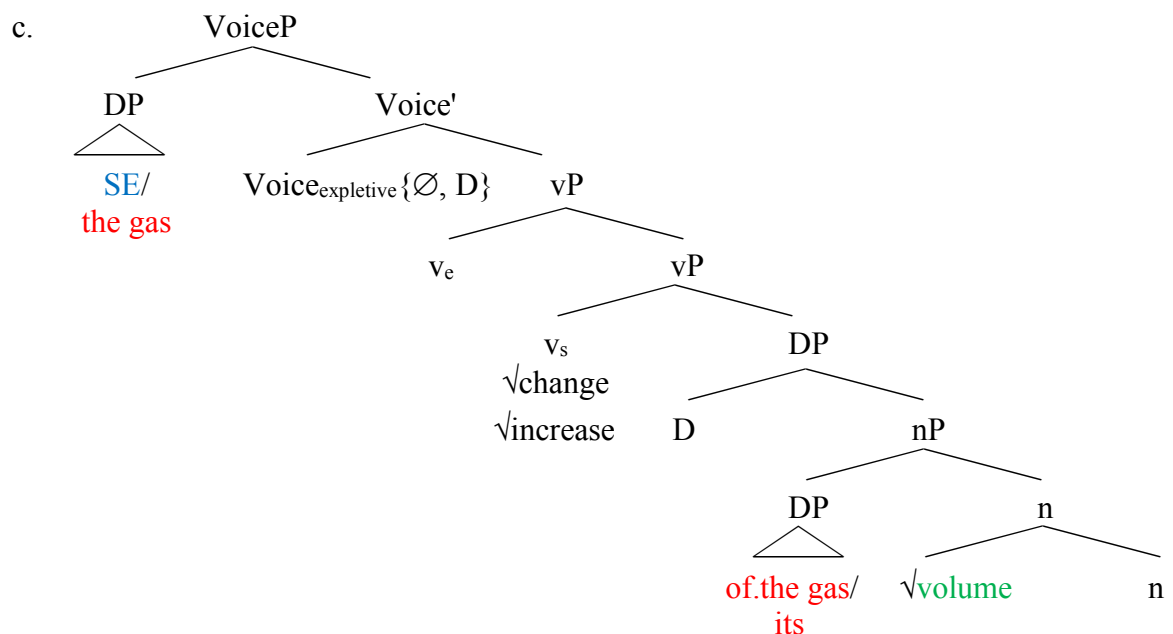 c.
VoiceP
DP Voice'
SE/ Voiceexpletive{∅, D} vP
the gas
ve vP
vs DP
√change
√increase D nP
DP n
of.the gas/ √volume n
its